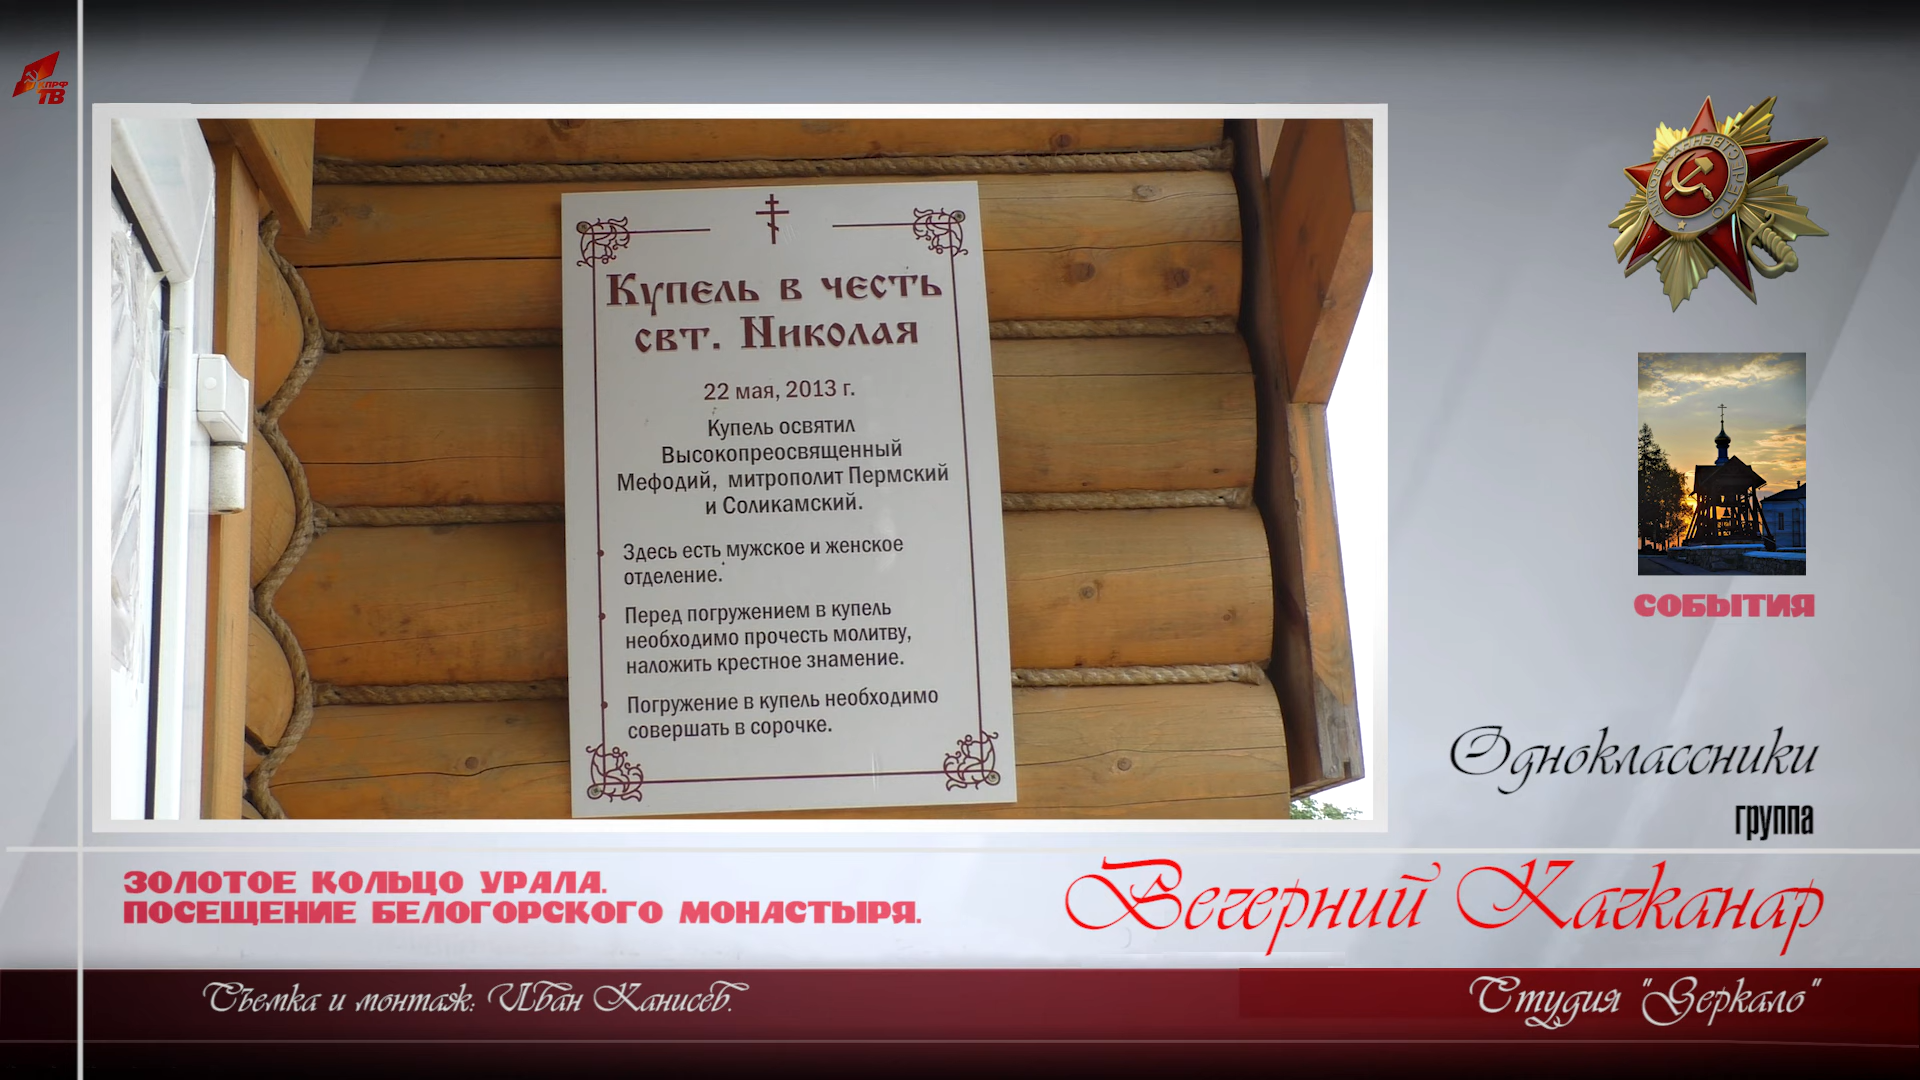 КПРФ
ТВ
Купель в честь
свт. Николая
22 мая, 2013 г.
Купель освятил
Высокопреосвященный
Мефодий, митрополит Пермский
и Соликамский.
• Здесь есть мужское и женское
отделение.
• Перед погружением в купель
необходимо прочесть молитву,
наложить крестное знамение.
• Погружение в купель необходимо
совершать в сорочке.
СОБЫТИЯ
Одноклассники
группа
ЗОЛОТОЕ КОЛЬЦО УРАЛА.
ПОСЕЩЕНИЕ БЕЛОГОРСКОГО МОНАСТЫРЯ.
Вечерний Качканар
Съемка и монтаж: Иван Канисев.
Студия "Зеркало"